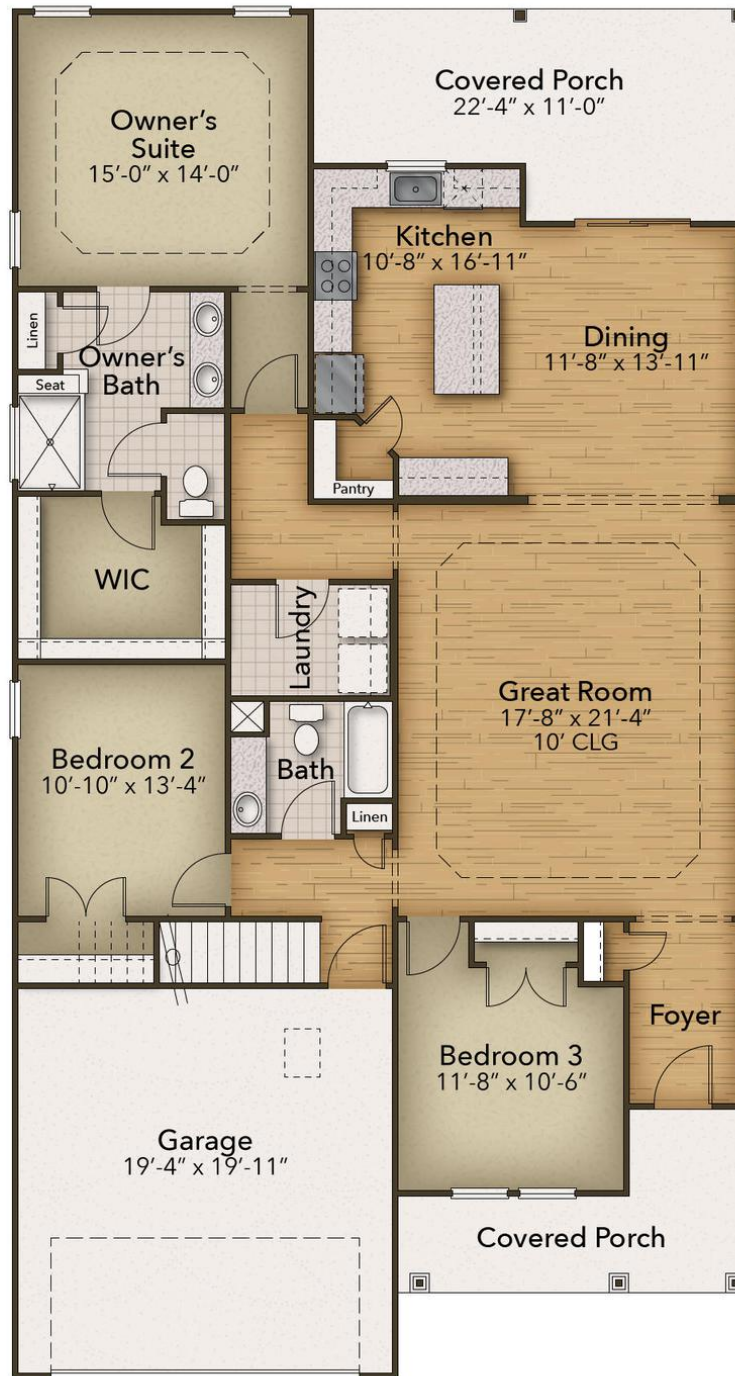 Covered Porch
22'-4" x 11'-0"
Owner's
Suite
15'-0" x 14'-0"
Kitchen
10'-8" x 16'-11"
Dining
11'-8" x 13'-11"
Linen
Owner's
Bath
Seat
Pantry
WIC
Laundry
Great Room
17'-8" x 21'-4"
10' CLG
Bedroom 2
10'-10" x 13'-4"
Bath
Linen
Foyer
Bedroom 3
11'-8" x 10'-6"
Garage
19'-4" x 19'-11"
Covered Porch